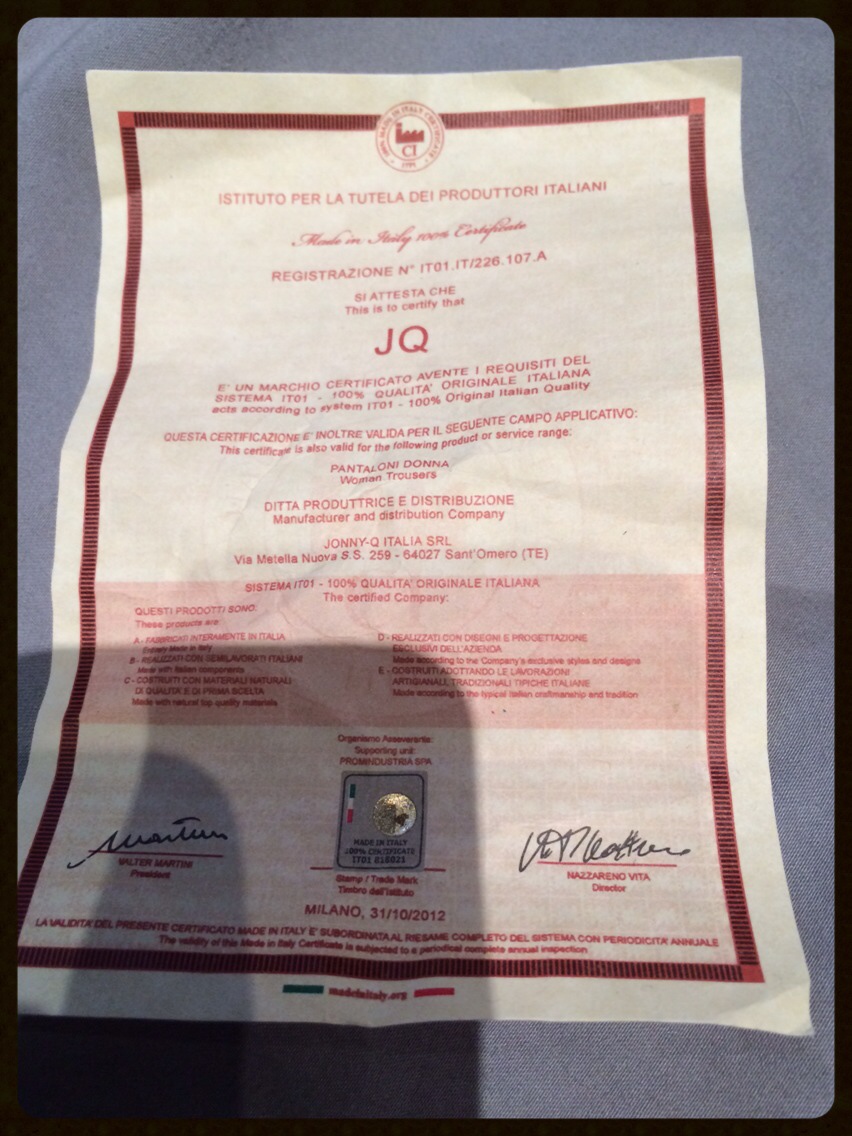 100% MADE IN ITALY CERTIFICATE
CI
ISTITUTO PER LA TUTELA DEI PRODUTTORI ITALIANI
Made in Italy 100% Certificate
REGISTRAZIONE N° IT01.IT/226.107.A
SI ATTESTA CHE
This is to certify that
JQ
E' UN MARCHIO CERTIFICATO AVENTE I REQUISITI DEL
SISTEMA IT01 - 100% QUALITA' ORIGINALE ITALIANA
acts according to system IT01 - 100% Original Italian Quality
QUESTA CERTIFICAZIONE E' INOLTRE VALIDA PER IL SEGUENTE CAMPO APPLICATIVO:
This certificate is also valid for the following product or service range:
PANTALONI DONNA
Woman Trousers
DITTA PRODUTTRICE E DISTRIBUZIONE
Manufacturer and distribution Company
JONNY-Q ITALIA SRL
Via Metella Nuova S.S. 259 - 64027 Sant'Omero (TE)
SISTEMA IT01 - 100% QUALITA' ORIGINALE ITALIANA
The certified Company:
QUESTI PRODOTTI SONO:
These products are:
A - FABBRICATI INTERAMENTE IN ITALIA
Entirely Made in Italy
B - REALIZZATI CON SEMILAVORATI ITALIANI
Made with Italian components
C - COSTRUITI CON MATERIALI NATURALI
DI QUALITA' E DI PRIMA SCELTA
Made with natural top quality materials
D - REALIZZATI CON DISEGNI E PROGETTAZIONE
ESCLUSIVI DELL'AZIENDA
Made according to the Company's exclusive styles and designs
E - COSTRUITI ADOTTANDO LE LAVORAZIONI
ARTIGIANALI, TRADIZIONALI TIPICHE ITALIANE
Made according to the typical italian craftmanship and tradition
Organismo Asseverante:
Supporting unit:
PROMINDUSTRIA SPA
MADE IN ITALY
100% CERTIFICATE
IT01 216021
WALTER MARTINI
President
Stamp / Trade Mark
Timbro dell'Istituto
NAZZARENO VITA
Director
MILANO, 31/10/2012
LA VALIDITA' DEL PRESENTE CERTIFICATO MADE IN ITALY E' SUBORDINATA AL RIESAME COMPLETO DEL SISTEMA CON PERIODICITA' ANNUALE
The validity of this Made in Italy Certificate is subjected to a periodical complete annual inspection
madeinitaly.org